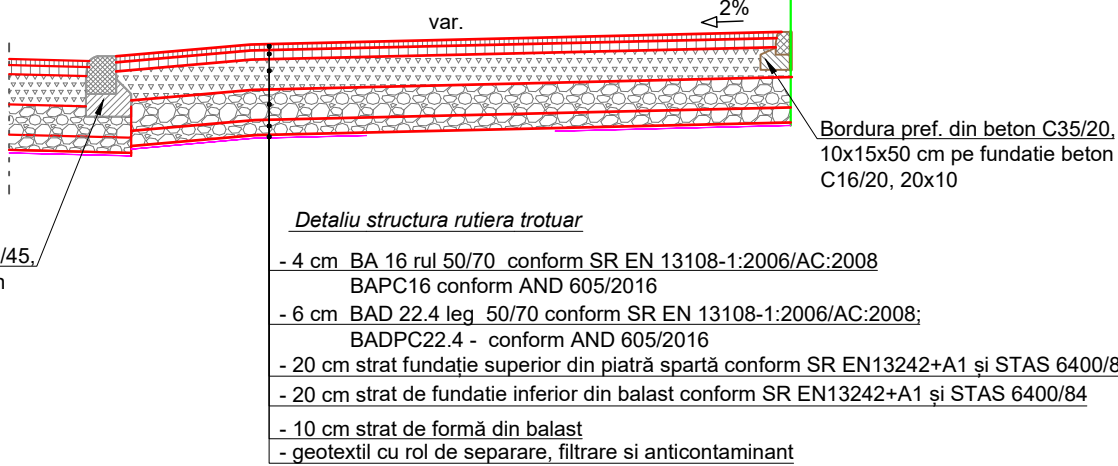 2%
var.
Bordura pref. din beton C35/20,
10x15x50 cm pe fundatie beton
C16/20, 20x10
Detaliu structura rutiera trotuar
/45,
- 4 cm BA 16 rul 50/70 conform SR EN 13108-1:2006/AC:2008
BAPC16 conform AND 605/2016
- 6 cm BAD 22.4 leg 50/70 conform SR EN 13108-1:2006/AC:2008;
BADPC22.4 - conform AND 605/2016
- 20 cm strat fundație superior din piatră spartă conform SR EN13242+A1 și STAS 6400/8
- 20 cm strat de fundatie inferior din balast conform SR EN13242+A1 și STAS 6400/84
- 10 cm strat de formă din balast
- geotextil cu rol de separare, filtrare si anticontaminant